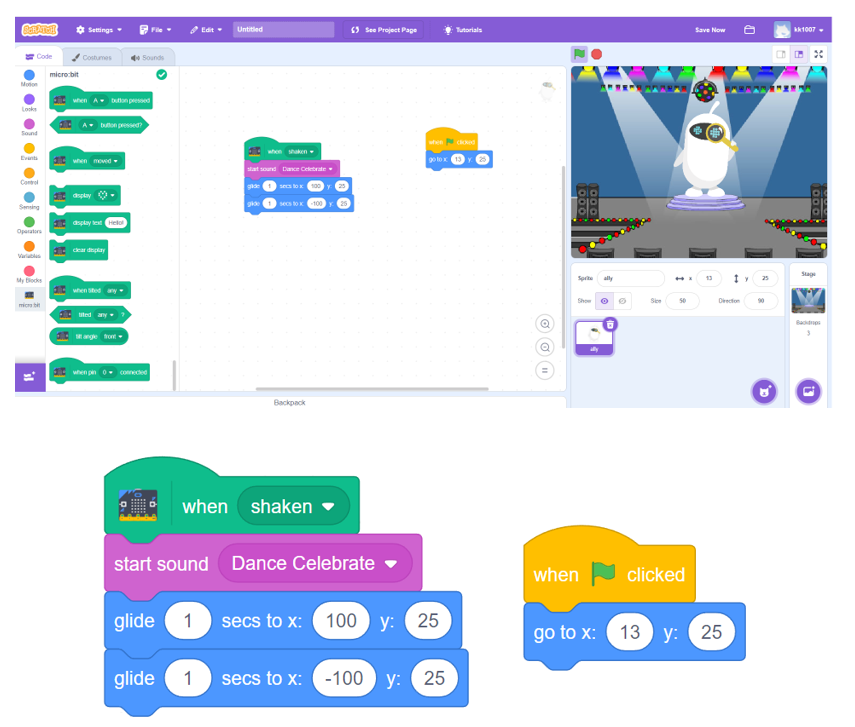 SCRATCH Settings File Edit Untitled See Project Page Tutorials Save Now kk1007
Code Costumes Sounds
Motion
Looks
Sound
Events
Control
Sensing
Operators
Variables
My Blocks
micro:bit
micro:bit
when A button pressed
A button pressed?
when moved
display
display text Hello!
clear display
when tilted any
tilted any ?
tilt angle front
when pin 0 connected
when shaken
start sound Dance Celebrate
glide 1 secs to x: 100 y: 25
glide 1 secs to x: -100 y: 25
when clicked
go to x: 13 y: 25
Backpack
Sprite ally x 13 y 25
Show Size 50 Direction 90
ally
Stage
Backdrops
3
when shaken
start sound Dance Celebrate
glide 1 secs to x: 100 y: 25
glide 1 secs to x: -100 y: 25
when clicked
go to x: 13 y: 25